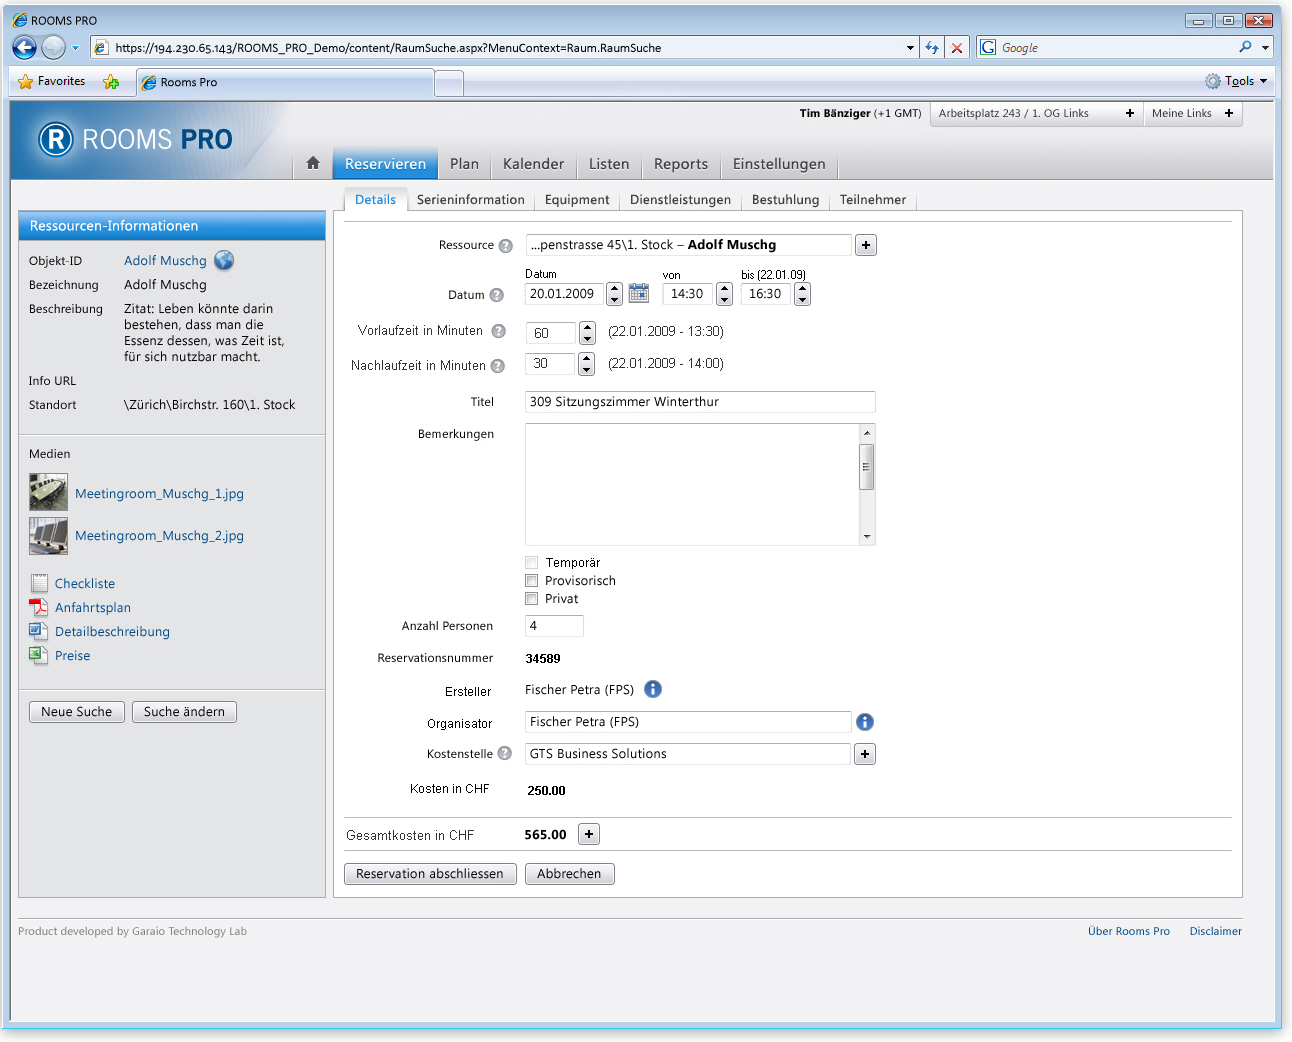 ROOMS PRO
https://194.230.65.143/ROOMS_PRO_Demo/content/RaumSuche.aspx?MenuContext=Raum.RaumSuche
G Google
Favorites
Rooms Pro
Tools
Tim Bänziger (+1 GMT)
Arbeitsplatz 243 / 1. OG Links +
Meine Links +
R ROOMS PRO
Reservieren
Plan
Kalender
Listen
Reports
Einstellungen
Details
Serieninformation
Equipment
Dienstleistungen
Bestuhlung
Teilnehmer
Ressourcen-Informationen
Objekt-ID Adolf Muschg
Bezeichnung Adolf Muschg
Beschreibung Zitat: Leben könnte darin
bestehen, dass man die
Essenz dessen, was Zeit ist,
für sich nutzbar macht.
Info URL
Standort \Zürich\Birchstr. 160\1. Stock
Medien
Meetingroom_Muschg_1.jpg
Meetingroom_Muschg_2.jpg
Checkliste
Anfahrtsplan
Detailbeschreibung
Preise
Neue Suche
Suche ändern
Ressource ? ...penstrasse 45\1. Stock – Adolf Muschg +
Datum von bis (22.01.09)
Datum ? 20.01.2009 14:30 16:30
Vorlaufzeit in Minuten ? 60 (22.01.2009 - 13:30)
Nachlaufzeit in Minuten ? 30 (22.01.2009 - 14:00)
Titel 309 Sitzungszimmer Winterthur
Bemerkungen
Temporär
Provisorisch
Privat
Anzahl Personen 4
Reservationsnummer 34589
Ersteller Fischer Petra (FPS) i
Organisator Fischer Petra (FPS) i
Kostenstelle ? GTS Business Solutions +
Kosten in CHF 250.00
Gesamtkosten in CHF 565.00 +
Reservation abschliessen
Abbrechen
Product developed by Garaio Technology Lab
Über Rooms Pro
Disclaimer